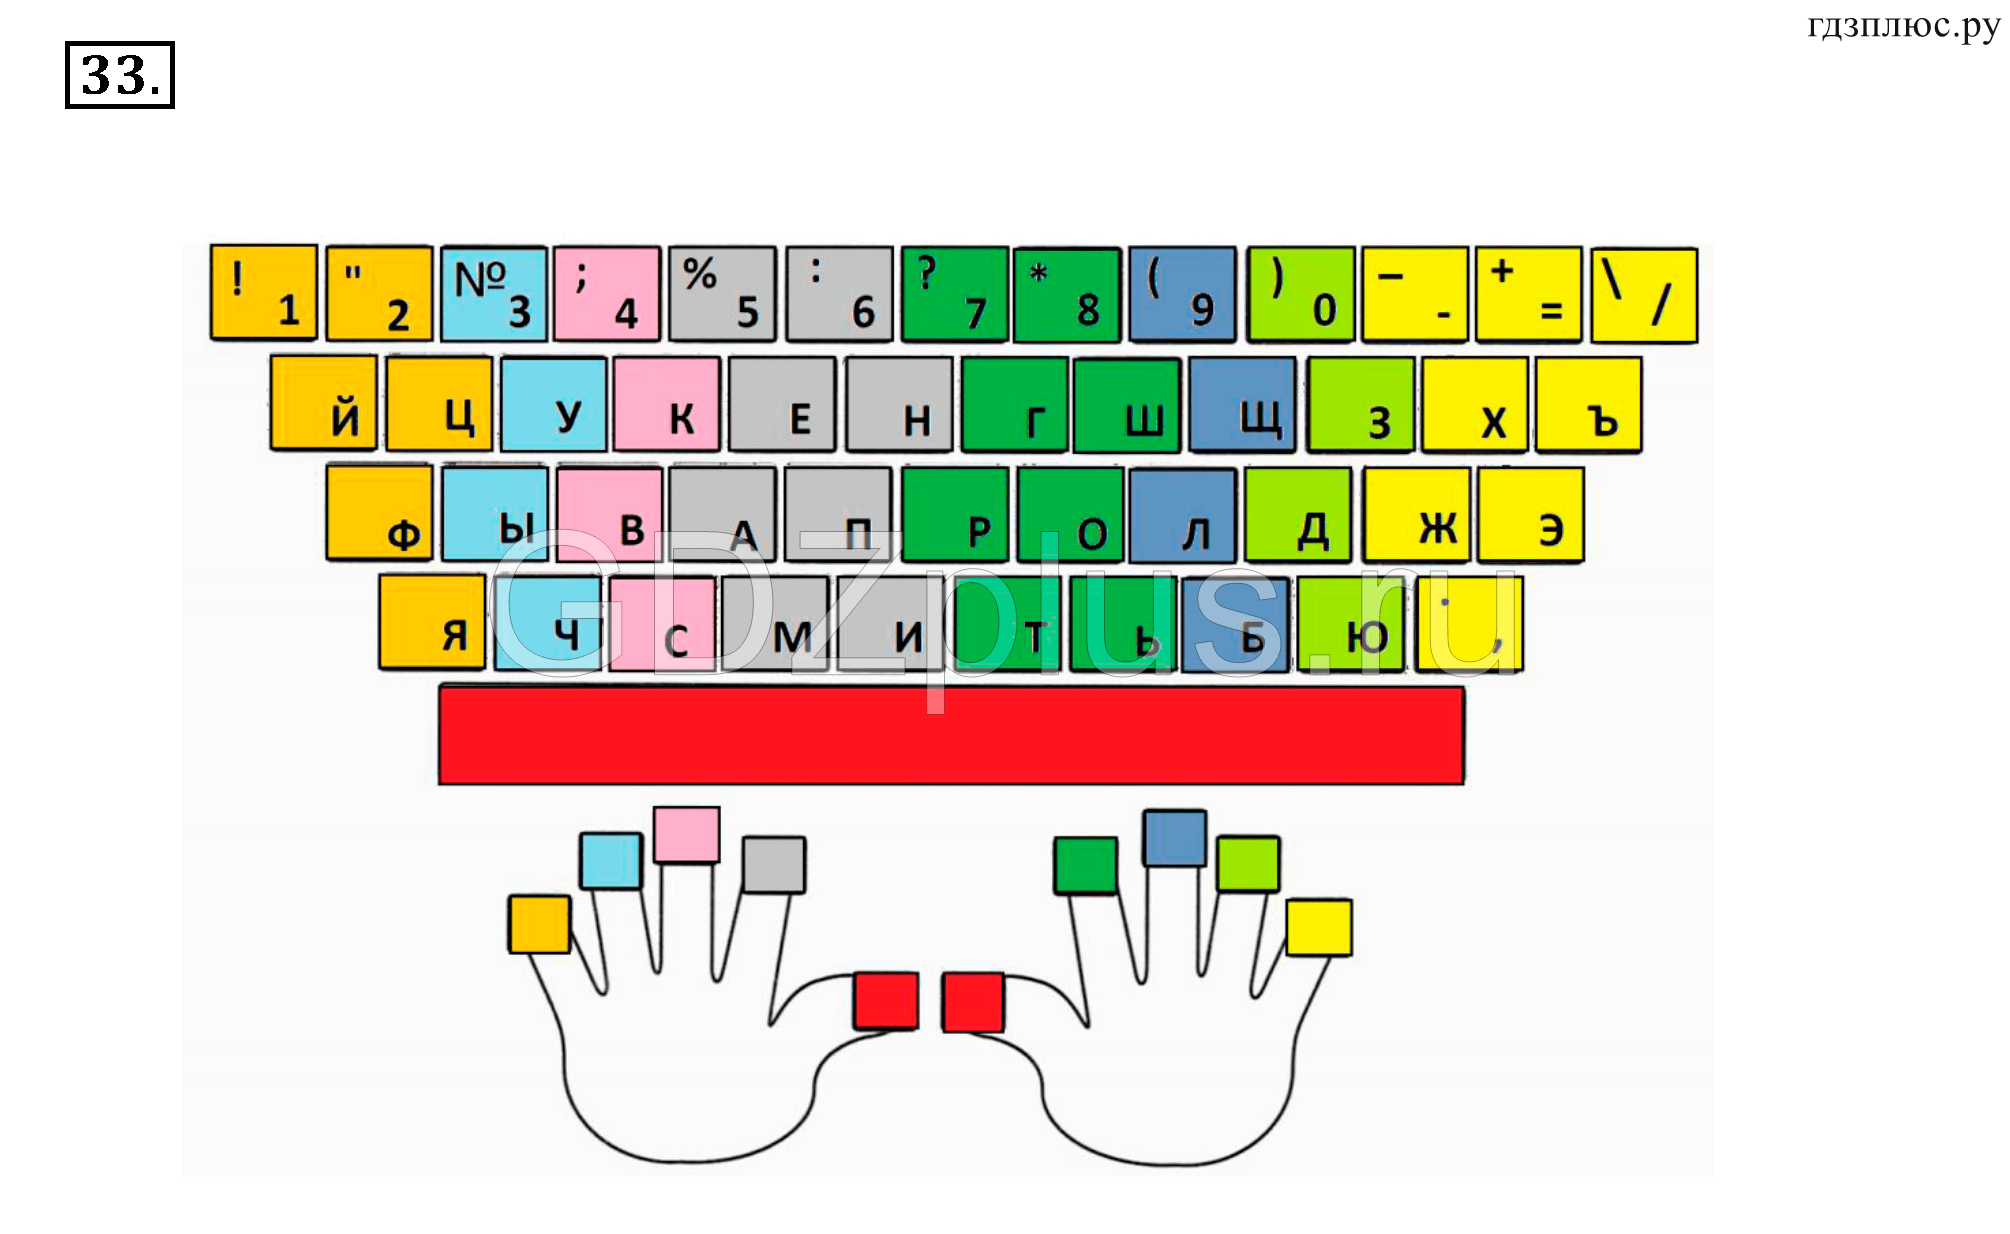 гдзплюс.ру
33.
! 1 " 2 № 3 ; 4 % 5 : 6 ? 7 * 8 ( 9 ) 0 – - + = \ /
Й Ц У К Е Н Г Ш Щ З Х Ъ
Ф Ы В А П Р О Л Д Ж Э
Я Ч С М И Т Ь Б Ю . ,
GDZplus.ru